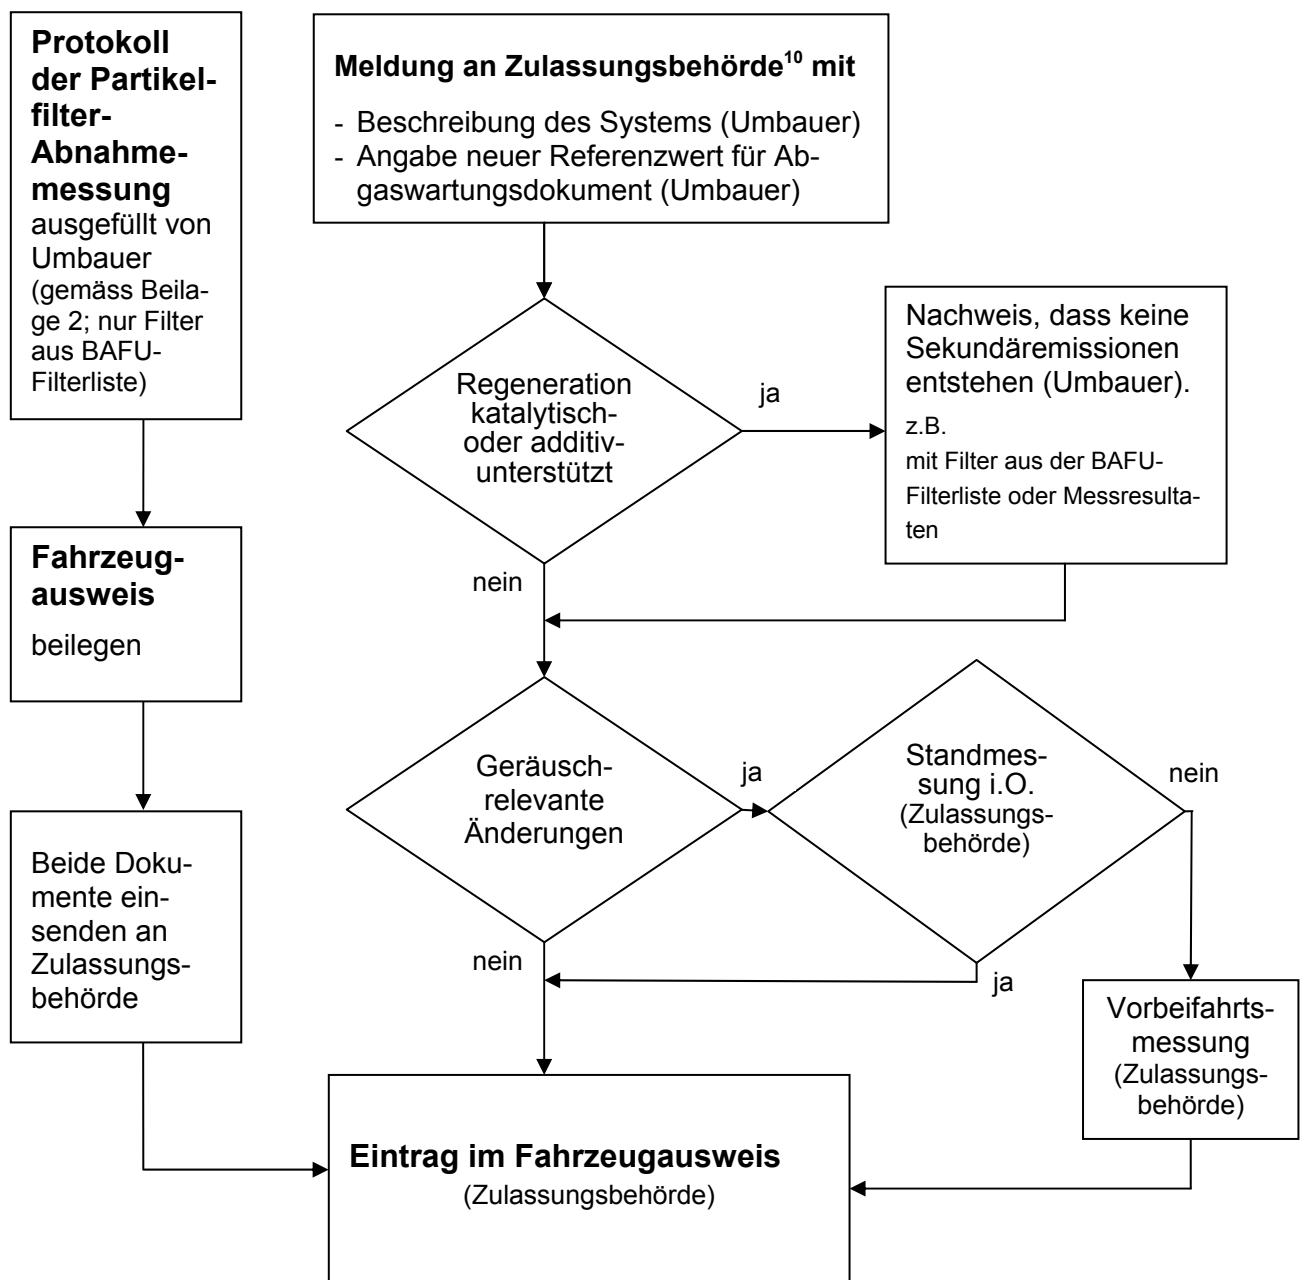 Protokoll
der Partikel-
filter-
Abnahme-
messung
ausgefüllt von
Umbauer
(gemäss Beila-
ge 2; nur Filter
aus BAFU-
Filterliste)
Fahrzeug-
ausweis
beilegen
Beide Doku-
mente ein-
senden an
Zulassungs-
behörde
Meldung an Zulassungsbehörde¹⁰ mit
- Beschreibung des Systems (Umbauer)
- Angabe neuer Referenzwert für Ab-
gaswartungsdokument (Umbauer)
Regeneration
katalytisch-
oder additiv-
unterstützt
ja
Nachweis, dass keine
Sekundäremissionen
entstehen (Umbauer).
z.B.
mit Filter aus der BAFU-
Filterliste oder Messresulta-
ten
nein
Geräusch-
relevante
Änderungen
ja
Standmes-
sung i.O.
(Zulassungs-
behörde)
nein
nein
ja
Vorbeifahrts-
messung
(Zulassungs-
behörde)
Eintrag im Fahrzeugausweis
(Zulassungsbehörde)